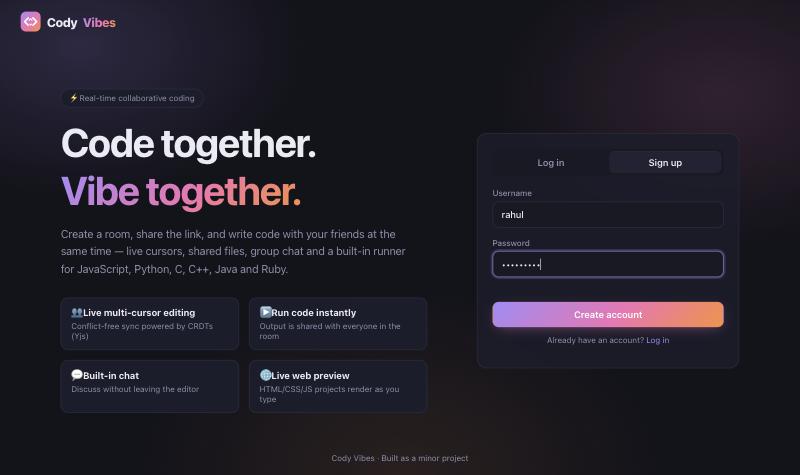 Cody Vibes
⚡Real-time collaborative coding
Code together.
Vibe together.
Create a room, share the link, and write code with your friends at the
same time — live cursors, shared files, group chat and a built-in runner
for JavaScript, Python, C, C++, Java and Ruby.
👥Live multi-cursor editing
Conflict-free sync powered by CRDTs
(Yjs)
▶️Run code instantly
Output is shared with everyone in the
room
💬Built-in chat
Discuss without leaving the editor
🌐Live web preview
HTML/CSS/JS projects render as you
type
Log in
Sign up
Username
rahul
Password
•••••••••
Create account
Already have an account? Log in
Cody Vibes · Built as a minor project